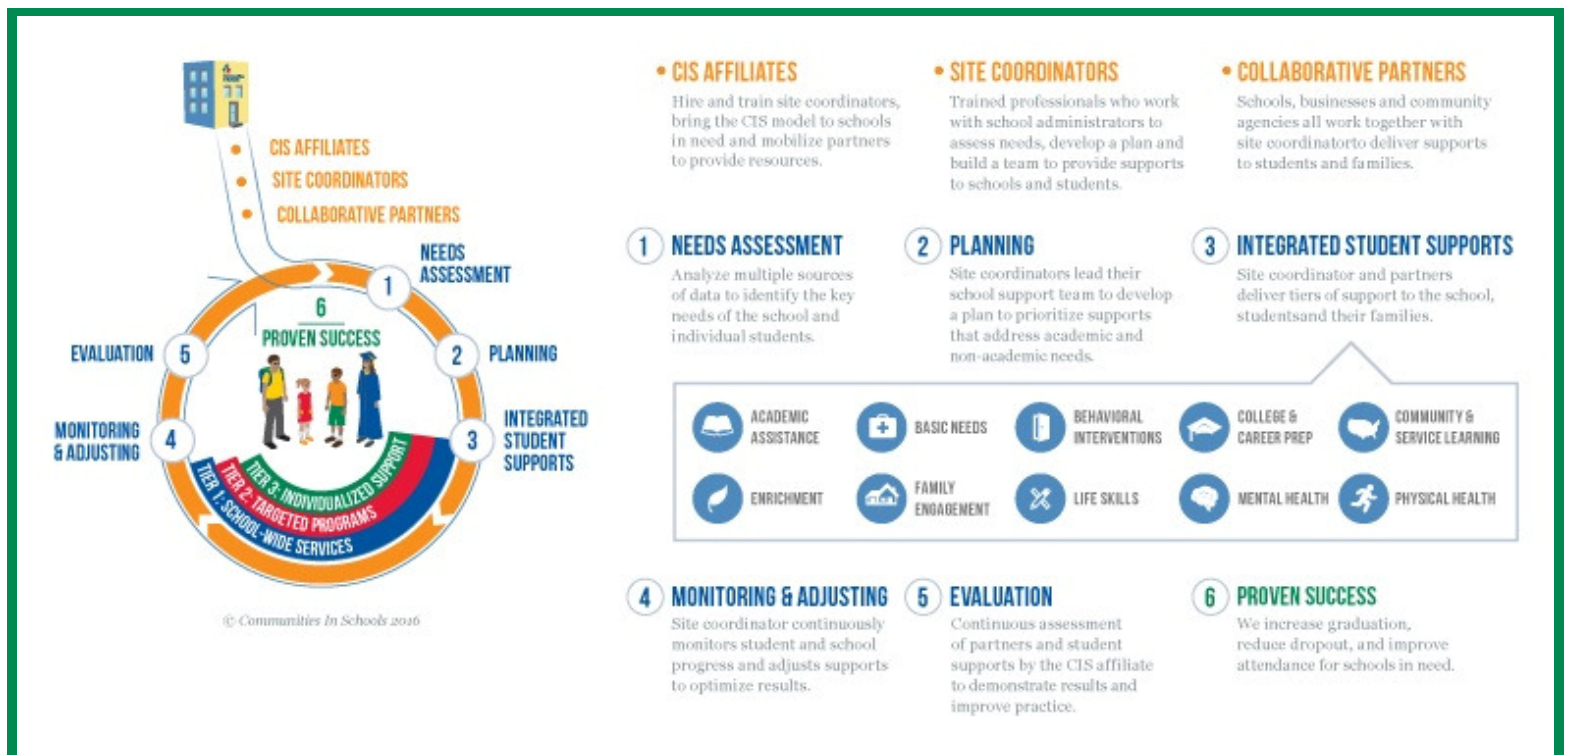 CIS AFFILIATES
SITE COORDINATORS
COLLABORATIVE PARTNERS
NEEDS
ASSESSMENT
1
6
PROVEN SUCCESS
EVALUATION
5
2
PLANNING
MONITORING
& ADJUSTING
4
3
INTEGRATED
STUDENT
SUPPORTS
TIER 3: INDIVIDUALIZED SUPPORT
TIER 2: TARGETED PROGRAMS
TIER 1: SCHOOL-WIDE SERVICES
© Communities In Schools 2016
• CIS AFFILIATES
Hire and train site coordinators,
bring the CIS model to schools
in need and mobilize partners
to provide resources.
• SITE COORDINATORS
Trained professionals who work
with school administrators to
assess needs, develop a plan and
build a team to provide supports
to schools and students.
• COLLABORATIVE PARTNERS
Schools, businesses and community
agencies all work together with
site coordinatorto deliver supports
to students and families.
1 NEEDS ASSESSMENT
Analyze multiple sources
of data to identify the key
needs of the school and
individual students.
2 PLANNING
Site coordinators lead their
school support team to develop
a plan to prioritize supports
that address academic and
non-academic needs.
3 INTEGRATED STUDENT SUPPORTS
Site coordinator and partners
deliver tiers of support to the school,
studentsand their families.
ACADEMIC
ASSISTANCE
BASIC NEEDS
BEHAVIORAL
INTERVENTIONS
COLLEGE &
CAREER PREP
COMMUNITY &
SERVICE LEARNING
ENRICHMENT
FAMILY
ENGAGEMENT
LIFE SKILLS
MENTAL HEALTH
PHYSICAL HEALTH
4 MONITORING & ADJUSTING
Site coordinator continuously
monitors student and school
progress and adjusts supports
to optimize results.
5 EVALUATION
Continuous assessment
of partners and student
supports by the CIS affiliate
to demonstrate results and
improve practice.
6 PROVEN SUCCESS
We increase graduation,
reduce dropout, and improve
attendance for schools in need.